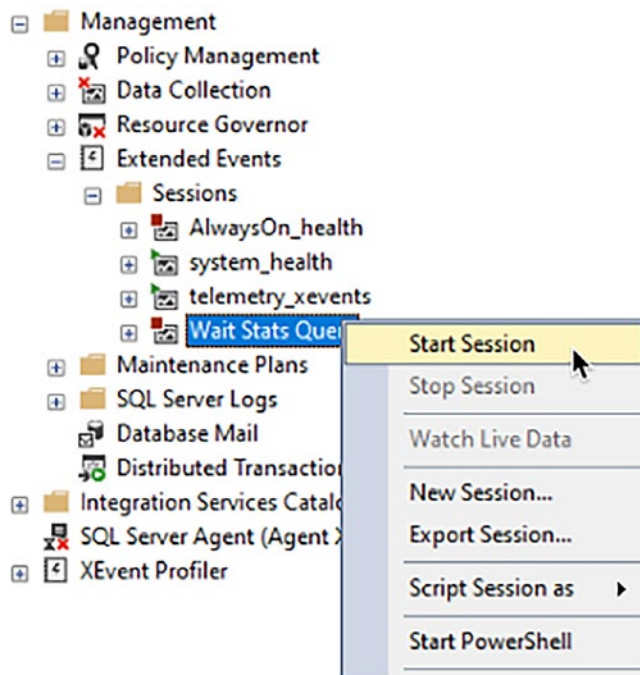 Management
Policy Management
Data Collection
Resource Governor
Extended Events
Sessions
AlwaysOn_health
system_health
telemetry_xevents
Wait Stats Que
Start Session
Maintenance Plans
Stop Session
SQL Server Logs
Watch Live Data
Database Mail
Distributed Transactio
New Session...
Integration Services Catal
Export Session...
SQL Server Agent (Agent
XEvent Profiler
Script Session as
Start PowerShell